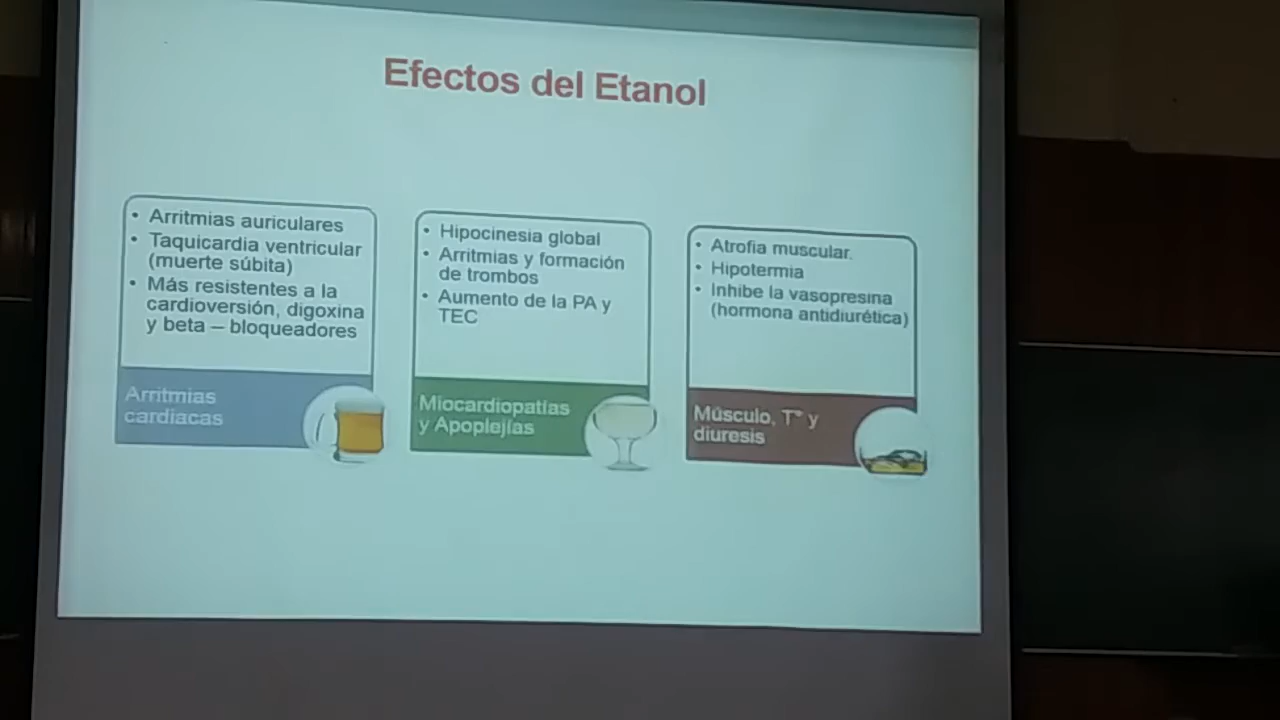 Efectos del Etanol
• Arritmias auriculares
• Taquicardia ventricular
(muerte súbita)
• Más resistentes a la
cardioversión, digoxina
y beta – bloqueadores
Arritmias
cardiacas
• Hipocinesia global
• Arritmias y formación
de trombos
• Aumento de la PA y
TEC
Miocardiopatías
y Apoplejías
• Atrofia muscular.
• Hipotermia
• Inhibe la vasopresina
(hormona antidiurética)
Músculo, T° y
diuresis